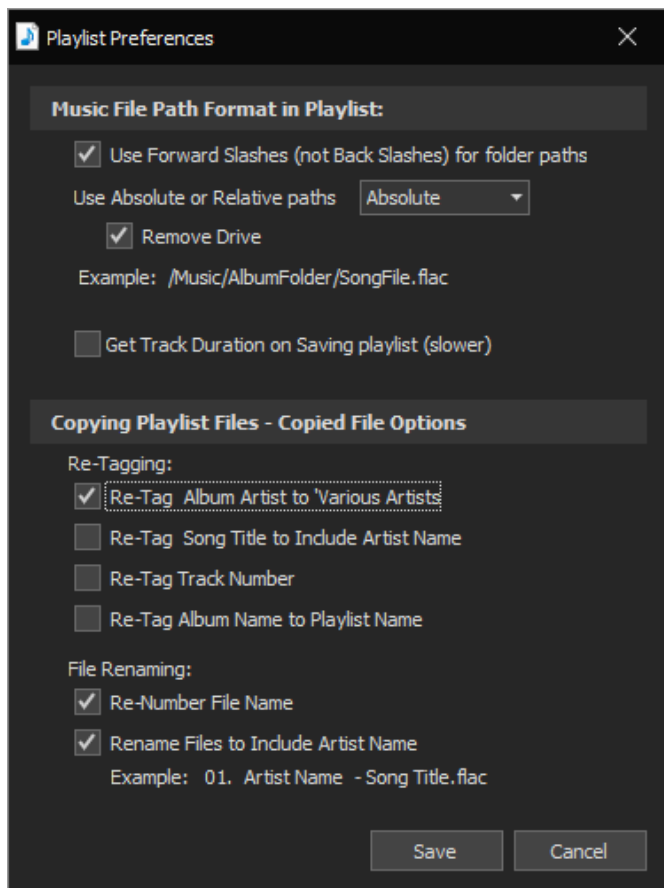 Playlist Preferences
Music File Path Format in Playlist:
Use Forward Slashes (not Back Slashes) for folder paths
Use Absolute or Relative paths Absolute
Remove Drive
Example: /Music/AlbumFolder/SongFile.flac
Get Track Duration on Saving playlist (slower)
Copying Playlist Files - Copied File Options
Re-Tagging:
Re-Tag Album Artist to 'Various Artists
Re-Tag Song Title to Include Artist Name
Re-Tag Track Number
Re-Tag Album Name to Playlist Name
File Renaming:
Re-Number File Name
Rename Files to Include Artist Name
Example: 01. Artist Name - Song Title.flac
Save Cancel